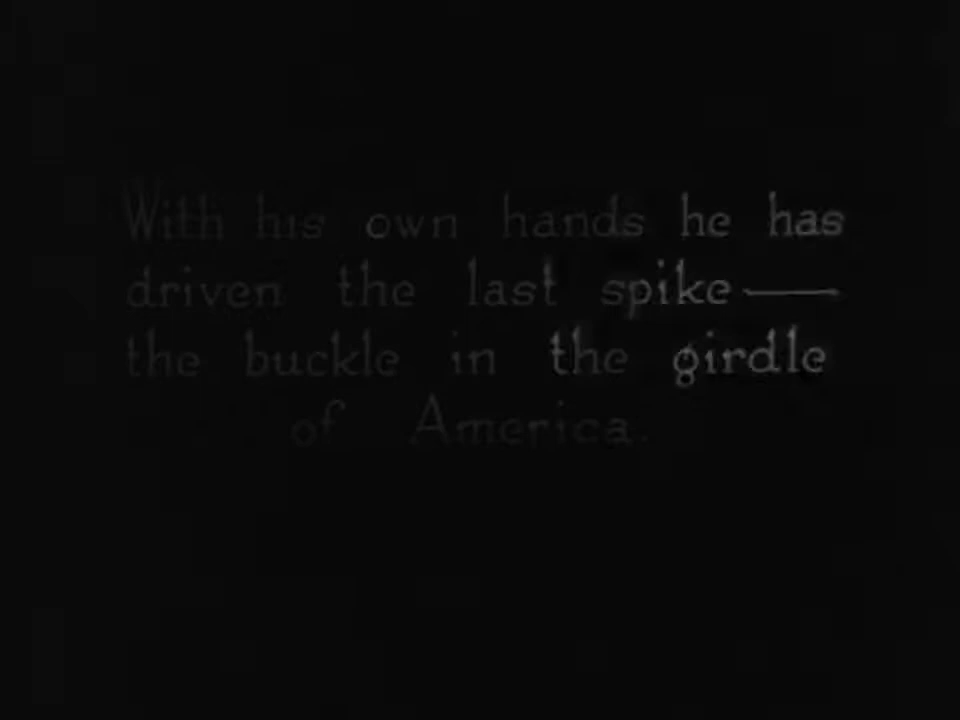 With his own hands he has
driven the last spike—
the buckle in the girdle
of America.